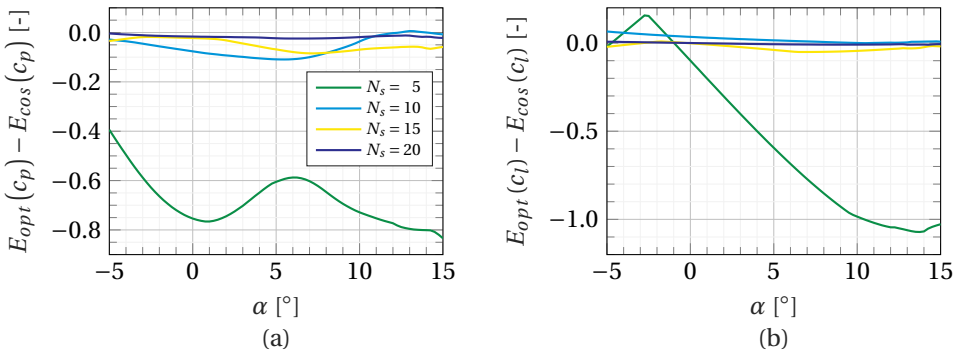 E_opt(c_p) − E_cos(c_p) [-]
0.0
−0.2
−0.4
−0.6
−0.8
N_s = 5
N_s = 10
N_s = 15
N_s = 20
−5 0 5 10 15
α [°]
(a)
E_opt(c_l) − E_cos(c_l) [-]
0.0
−0.5
−1.0
−5 0 5 10 15
α [°]
(b)